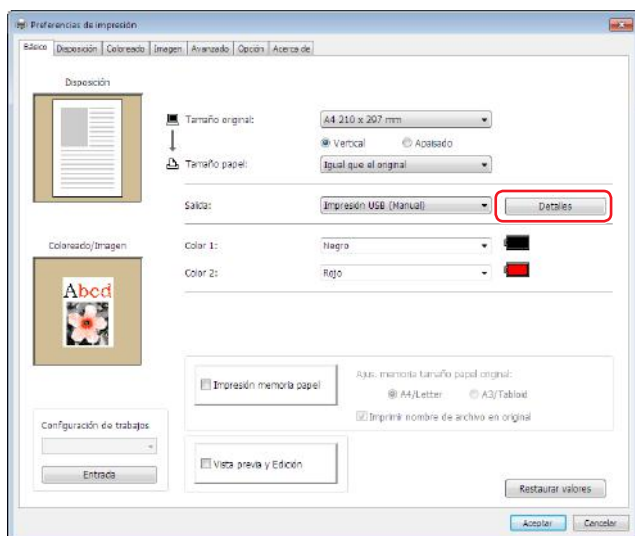 Preferencias de impresión
Básico Disposición Coloreado Imagen Avanzado Opción Acerca de
Disposición
Tamaño original: A4 210 x 297 mm
Vertical Apaisado
Tamaño papel: Igual que el original
Salida: Impresión USB (Manual) Detalles
Coloreado/Imagen
Color 1: Negro
Color 2: Rojo
Abcd
Impresión memoria papel
Ajus. memoria tamaño papel original:
A4/Letter A3/Tabloid
Imprimir nombre de archivo en original
Configuración de trabajos
Entrada
Vista previa y Edición
Restaurar valores
Aceptar Cancelar